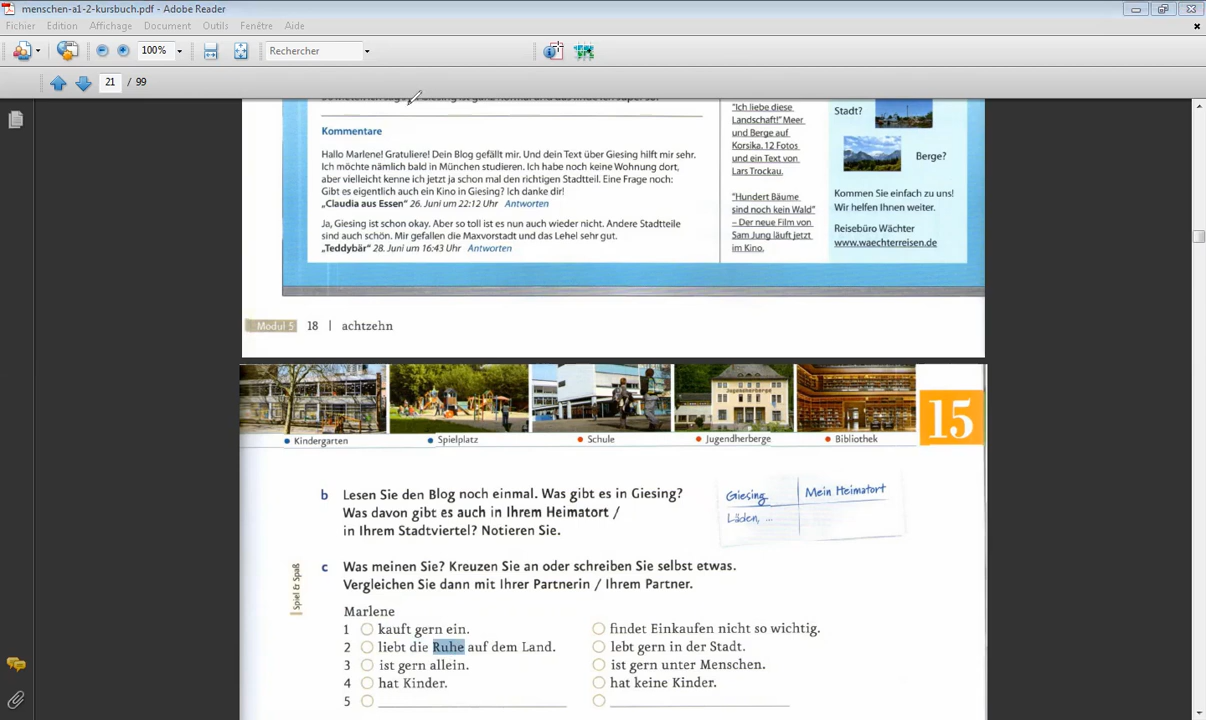 menschen-a1-2-kursbuch.pdf - Adobe Reader
Fichier Edition Affichage Document Outils Fenêtre Aide
100% Rechercher
21 / 99
Kommentare
Hallo Marlene! Gratuliere! Dein Blog gefällt mir. Und dein Text über Giesing hilft mir sehr.
Ich möchte nämlich bald in München studieren. Ich habe noch keine Wohnung dort,
aber vielleicht kenne ich jetzt ja schon mal den richtigen Stadtteil. Eine Frage noch:
Gibt es eigentlich auch ein Kino in Giesing? Ich danke dir!
„Claudia aus Essen" 26. Juni um 22:12 Uhr Antworten
Ja, Giesing ist schon okay. Aber so toll ist es nun auch wieder nicht. Andere Stadtteile
sind auch schön. Mir gefallen die Maxvorstadt und das Lehel sehr gut.
„Teddybär" 28. Juni um 16:43 Uhr Antworten
"Ich liebe diese
Landschaft!" Meer
und Berge auf
Korsika. 12 Fotos
und ein Text von
Lars Trockau.
"Hundert Bäume
sind noch kein Wald"
– Der neue Film von
Sam Jung läuft jetzt
im Kino.
Stadt?
Berge?
Kommen Sie einfach zu uns!
Wir helfen Ihnen weiter.
Reisebüro Wächter
www.waechterreisen.de
Modul 5 18 | achtzehn
Jugendherberge
15
• Kindergarten • Spielplatz • Schule • Jugendherberge • Bibliothek
b Lesen Sie den Blog noch einmal. Was gibt es in Giesing?
Was davon gibt es auch in Ihrem Heimatort /
in Ihrem Stadtviertel? Notieren Sie.
Giesing Mein Heimatort
Läden, ...
Spiel & Spaß
c Was meinen Sie? Kreuzen Sie an oder schreiben Sie selbst etwas.
Vergleichen Sie dann mit Ihrer Partnerin / Ihrem Partner.
Marlene
1 kauft gern ein. findet Einkaufen nicht so wichtig.
2 liebt die Ruhe auf dem Land. lebt gern in der Stadt.
3 ist gern allein. ist gern unter Menschen.
4 hat Kinder. hat keine Kinder.
5